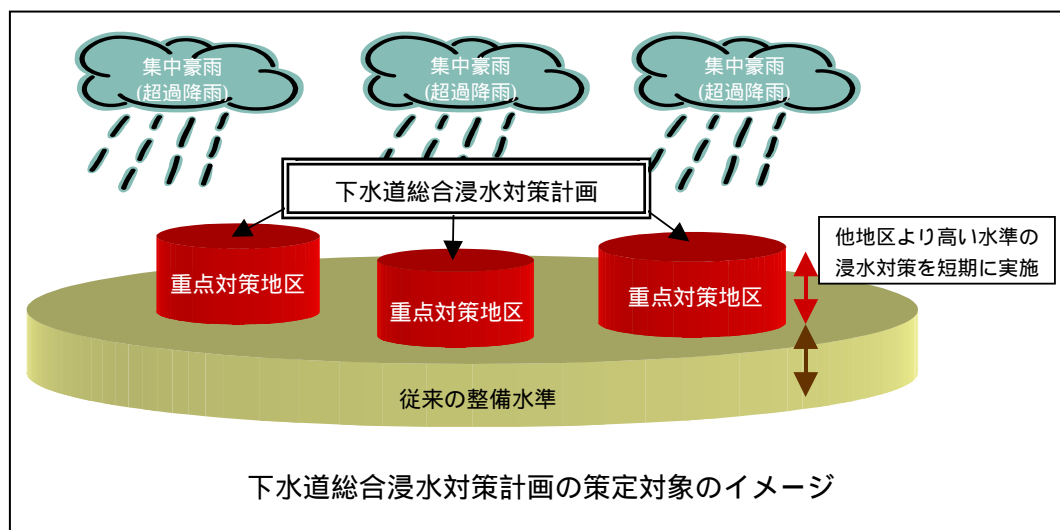 集中豪雨
(超過降雨)
集中豪雨
(超過降雨)
集中豪雨
(超過降雨)
下水道総合浸水対策計画
他地区より高い水準の
浸水対策を短期に実施
重点対策地区
重点対策地区
重点対策地区
従来の整備水準
下水道総合浸水対策計画の策定対象のイメージ